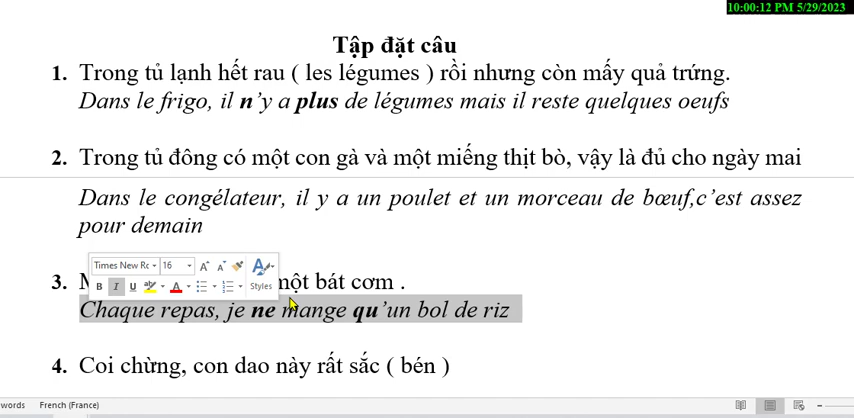 10:00:12 PM 5/29/2023
Tập đặt câu
1. Trong tủ lạnh hết rau ( les légumes ) rồi nhưng còn mấy quả trứng.
Dans le frigo, il n’y a plus de légumes mais il reste quelques oeufs
2. Trong tủ đông có một con gà và một miếng thịt bò, vậy là đủ cho ngày mai
Dans le congélateur, il y a un poulet et un morceau de bœuf,c’est assez
pour demain
Times New Rc 16
B I U Styles
3. một bát cơm .
Chaque repas, je ne mange qu’un bol de riz
4. Coi chừng, con dao này rất sắc ( bén )
words French (France)